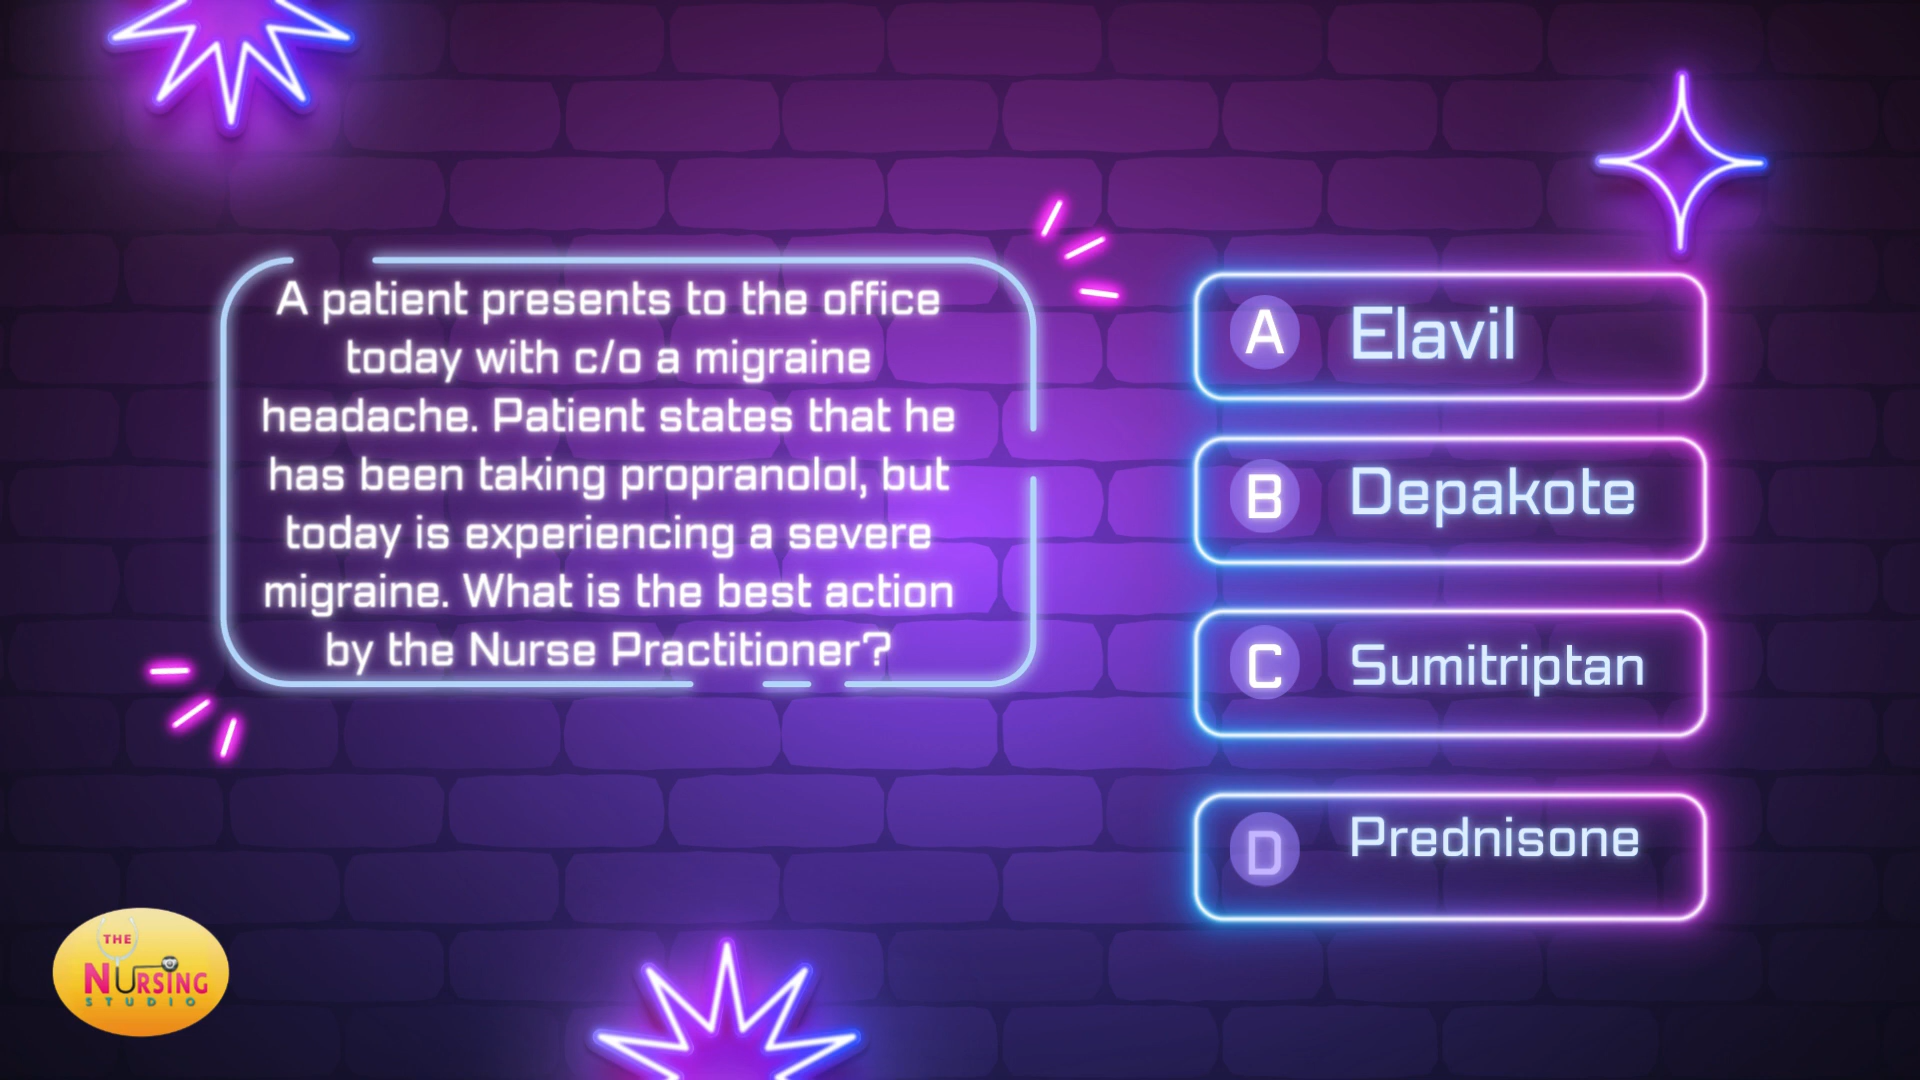 A patient presents to the office
today with c/o a migraine
headache. Patient states that he
has been taking propranolol, but
today is experiencing a severe
migraine. What is the best action
by the Nurse Practitioner?
A Elavil
B Depakote
C Sumitriptan
D Prednisone
THE
NURSING
STUDIO